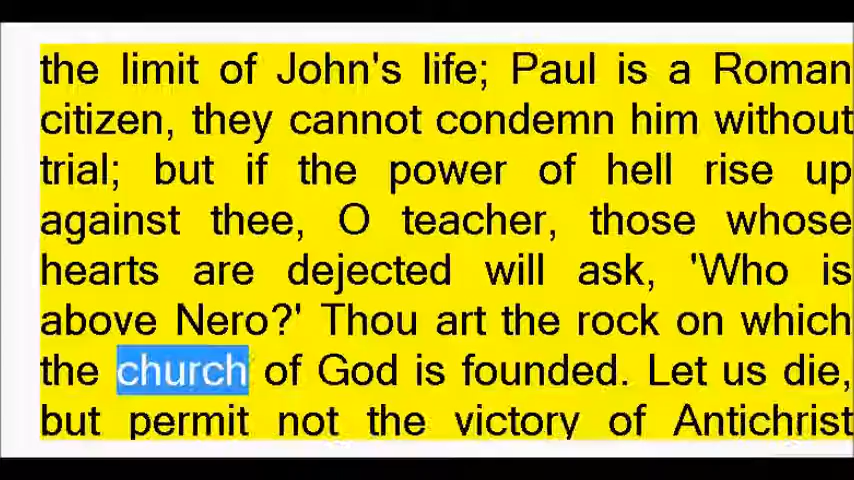 the limit of John's life; Paul is a Roman
citizen, they cannot condemn him without
trial; but if the power of hell rise up
against thee, O teacher, those whose
hearts are dejected will ask, 'Who is
above Nero?' Thou art the rock on which
the church of God is founded. Let us die,
but permit not the victory of Antichrist